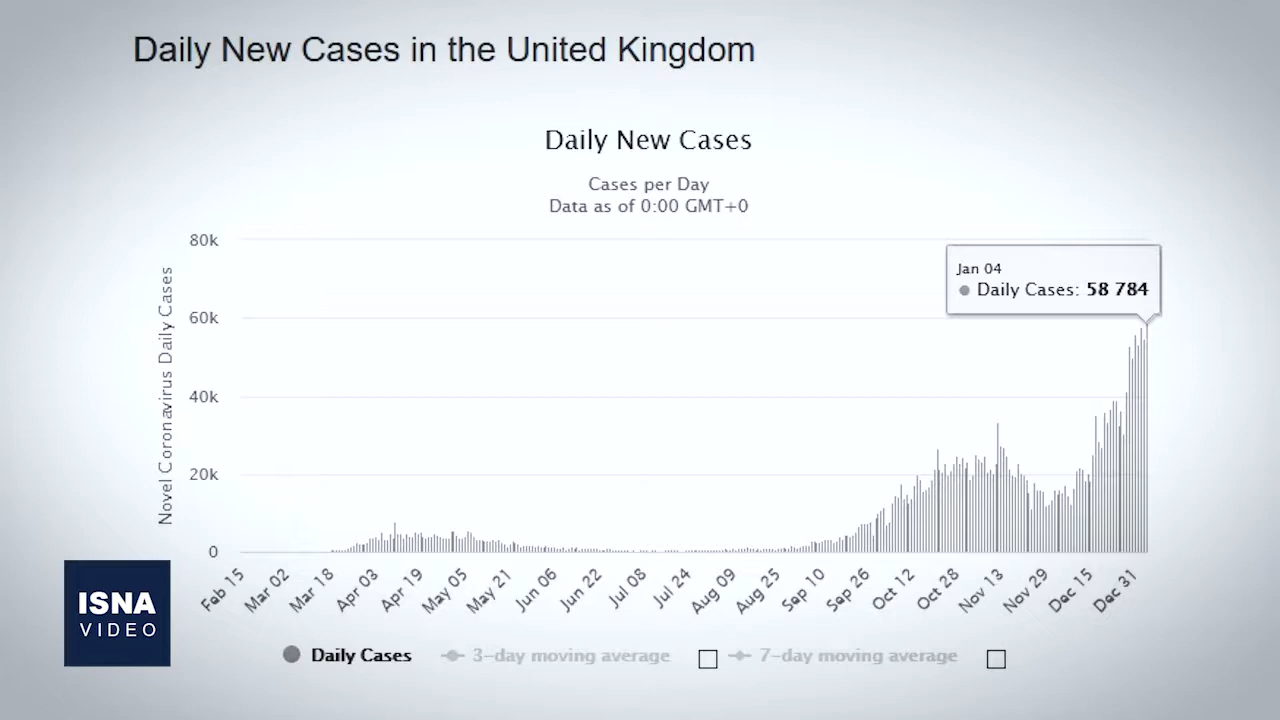 Daily New Cases in the United Kingdom
Daily New Cases
Cases per Day
Data as of 0:00 GMT+0
Novel Coronavirus Daily Cases
80k
60k
40k
20k
0
Jan 04
Daily Cases: 58 784
Feb 15
Mar 02
Mar 18
Apr 03
Apr 19
May 05
May 21
Jun 06
Jun 22
Jul 08
Jul 24
Aug 09
Aug 25
Sep 10
Sep 26
Oct 12
Oct 28
Nov 13
Nov 29
Dec 15
Dec 31
Daily Cases 3-day moving average 7-day moving average
ISNA
VIDEO